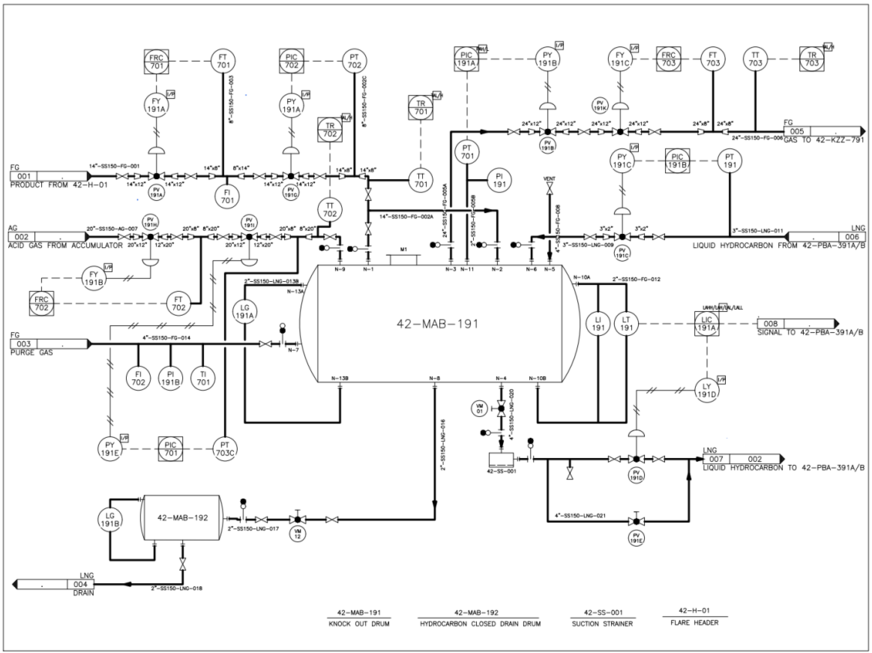 FRC 701
I/P
FT 701
PIC 702
I/P
PT 702
FY 191A
PY 191A
8"-SS150-FG-003
8"-SS150-FG-002C
TR 702
TR 701
PIC 191A
PY 191B
I/P
FY 191C
I/P
FRC 703
FT 703
TT 703
TR 703
FG
001
PRODUCT FROM 42-H-01
14"-SS150-FG-001
14"x12"
14"x12"
14"x8"
8"x14"
14"x12"
14"x12"
14"x8"
14"x8"
PV 191A
FI 701
PV 191G
TT 701
TT 702
24"x12"
24"x12"
24"x12"
24"x12"
24"x8"
24"x8"
PV 191B
PV 191K
24"-SS150-FG-006
FG
005
GAS TO 42-KZZ-791
PT 701
PI 191
PY 191C
I/P
PIC 191B
PT 191
VENT
AG
002
ACID GAS FROM ACCUMULATOR
20"-SS150-AG-007
20"x12"
12"x20"
20"x8"
8"x20"
20"x12"
12"x20"
20"x8"
8"x20"
PV 191H
PV 191I
14"-SS150-FG-002A
24"-SS150-FG-005A
3"-SS150-FG-005B
4"-SS150-FG-008
3"x2"
3"x2"
3"-SS150-LNG-009
3"-SS150-LNG-011
PV 191C
LNG
006
LIQUID HYDROCARBON FROM 42-PBA-391A/B
FY 191B
I/P
FRC 702
FT 702
N-9
N-1
M1
N-3
N-11
N-2
N-6
N-5
N-10A
2"-SS150-LNG-013B
N-13A
LG 191A
42-MAB-191
2"-SS150-FG-012
LI 191
LT 191
LAHH/LAH/LAL/LALL
LIC 191A
008
SIGNAL TO 42-PBA-391A/B
FG
003
PURGE GAS
4"-SS150-FG-014
N-7
FI 702
PI 191B
TI 701
N-13B
N-8
N-4
N-10B
LY 191D
I/P
VM 01
4"-SS150-LNG-020
2"-SS150-LNG-016
PY 191E
I/P
PIC 701
PT 703C
42-SS-001
PV 191D
LNG
007
002
LIQUID HYDROCARBON TO 42-PBA-391A/B
4"-SS150-LNG-021
PV 191E
LG 191B
42-MAB-192
2"-SS150-LNG-017
VM 12
LNG
004
DRAIN
2"-SS150-LNG-018
42-MAB-191
KNOCK OUT DRUM
42-MAB-192
HYDROCARBON CLOSED DRAIN DRUM
42-SS-001
SUCTION STRAINER
42-H-01
FLARE HEADER